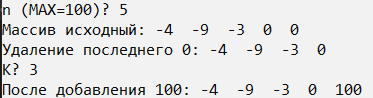 n (MAX=100)? 5
Массив исходный: -4 -9 -3 0 0
Удаление последнего 0: -4 -9 -3 0
K? 3
После добавления 100: -4 -9 -3 0 100